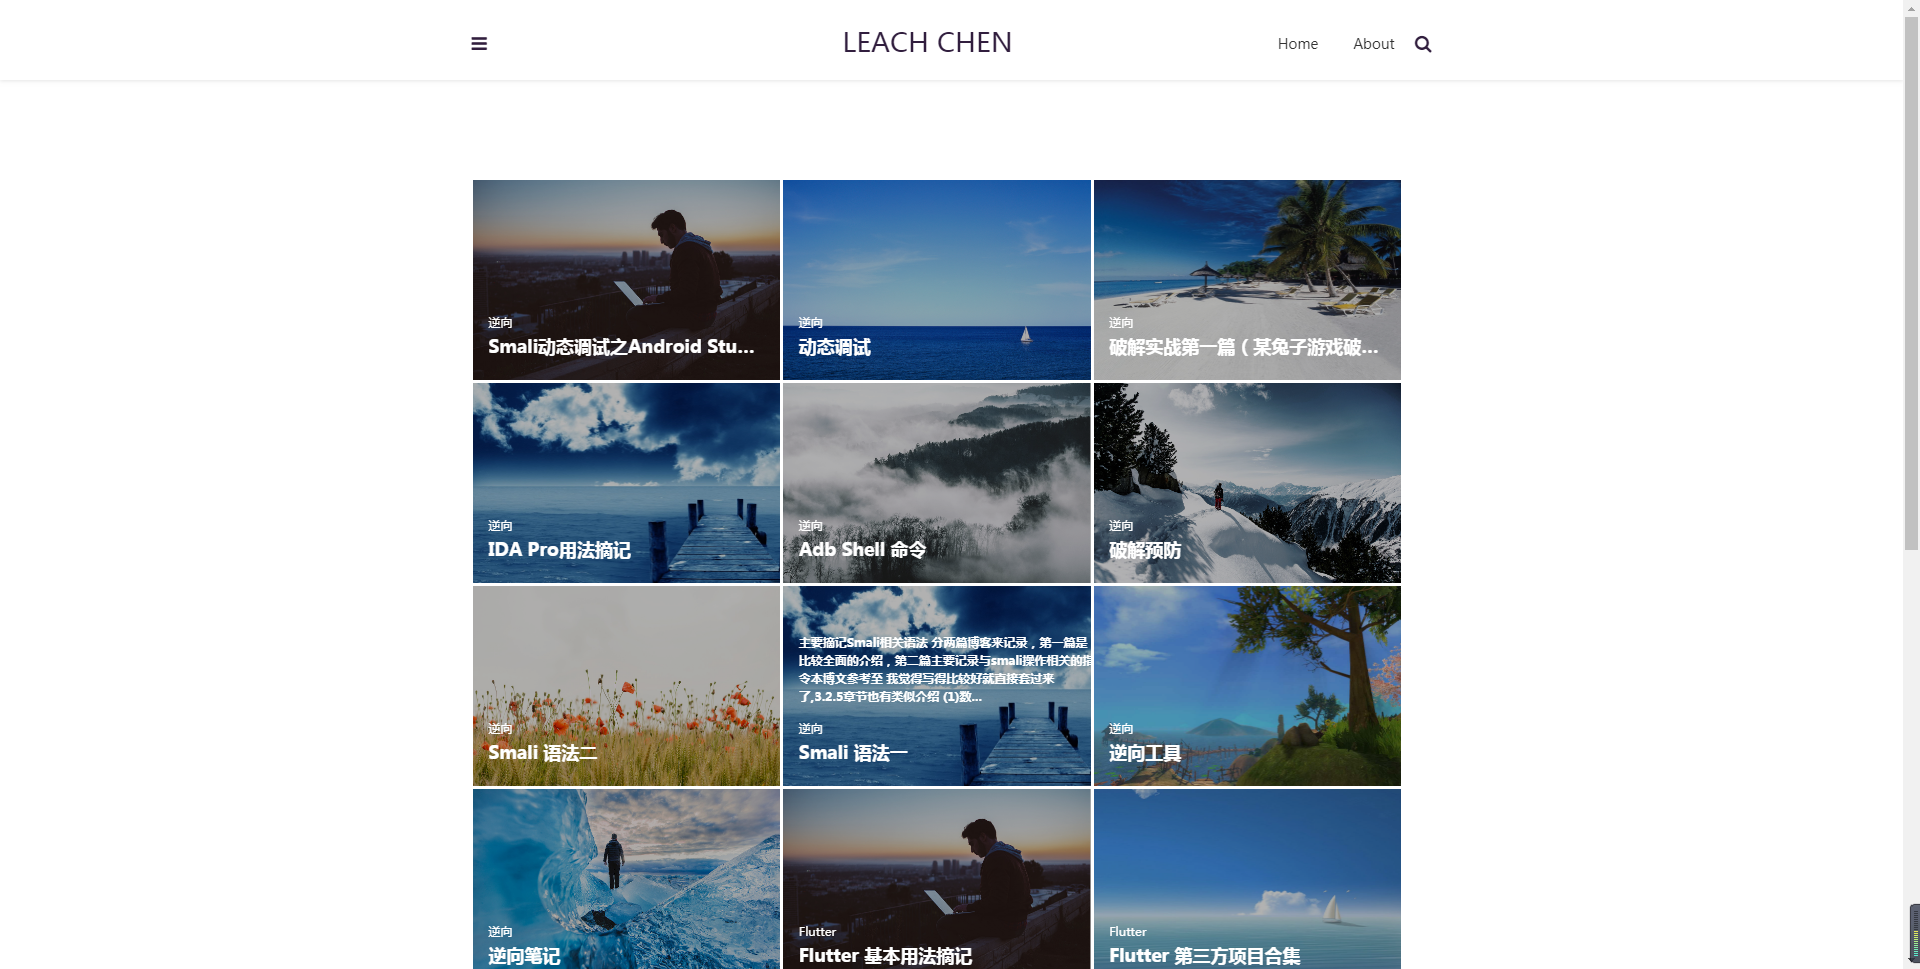 LEACH CHEN
Home
About
逆向
Smali动态调试之Android Stu...
逆向
动态调试
逆向
破解实战第一篇（某兔子游戏破...
逆向
IDA Pro用法摘记
逆向
Adb Shell 命令
逆向
破解预防
逆向
Smali 语法二
主要摘记Smali相关语法 分两篇博客来记录，第一篇是
比较全面的介绍，第二篇主要记录与smali操作相关的指
令本博文参考至 我觉得写得比较好就直接套过来
了,3.2.5章节也有类似介绍 (1)数...
逆向
Smali 语法一
逆向
逆向工具
逆向
逆向笔记
Flutter
Flutter 基本用法摘记
Flutter
Flutter 第三方项目合集